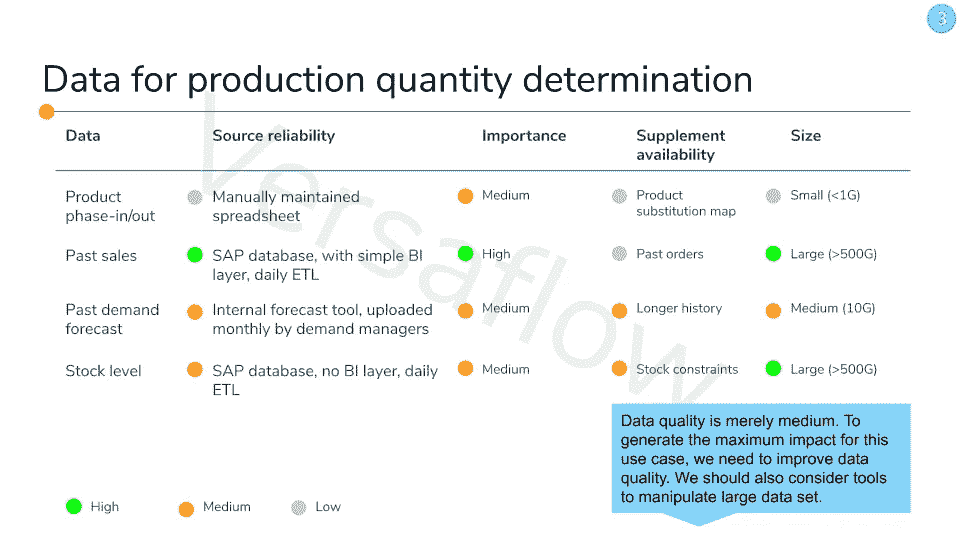 3
Data for production quantity determination
Data Source reliability Importance Supplement availability Size
Product phase-in/out
Manually maintained spreadsheet
Medium
Product substitution map
Small (<1G)
Past sales
SAP database, with simple BI layer, daily ETL
High
Past orders
Large (>500G)
Past demand forecast
Internal forecast tool, uploaded monthly by demand managers
Medium
Longer history
Medium (10G)
Stock level
SAP database, no BI layer, daily ETL
Medium
Stock constraints
Large (>500G)
Data quality is merely medium. To
generate the maximum impact for this
use case, we need to improve data
quality. We should also consider tools
to manipulate large data set.
High Medium Low
Versaflow